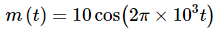 m (t) = 10 cos(2π × 10³t)